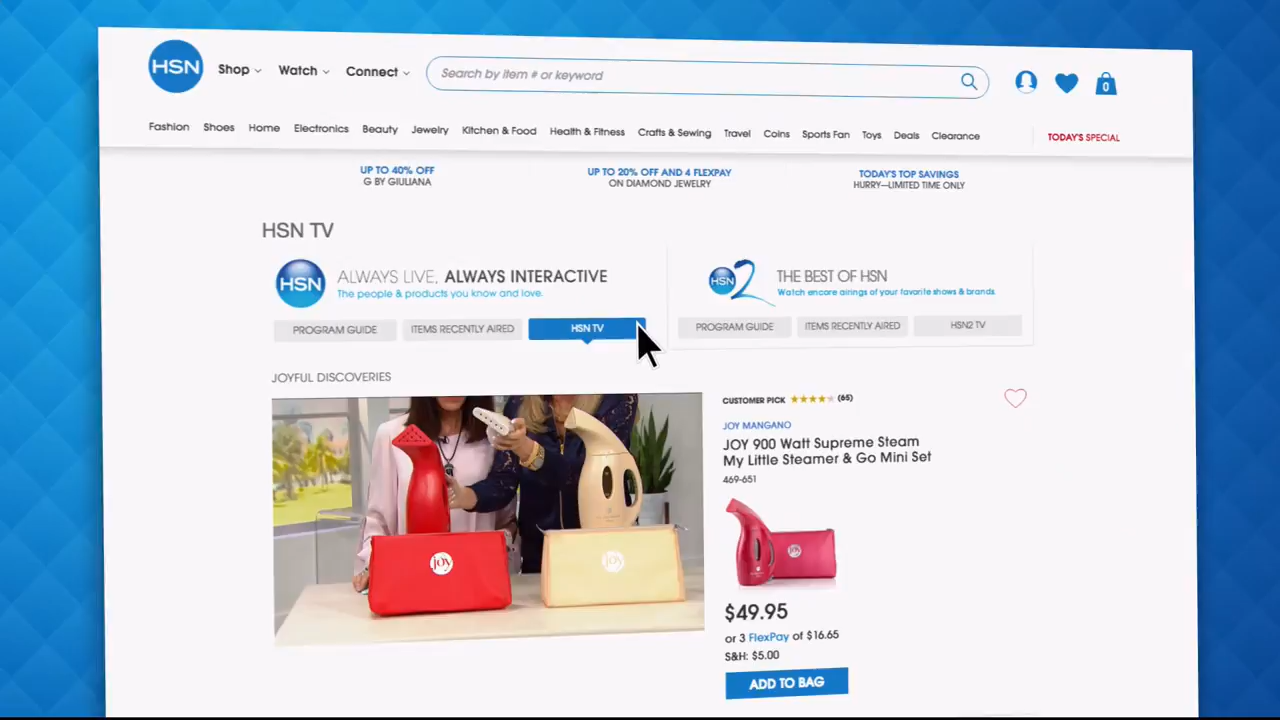 HSN
Shop
Watch
Connect
Search by item # or keyword
0
Fashion
Shoes
Home
Electronics
Beauty
Jewelry
Kitchen & Food
Health & Fitness
Crafts & Sewing
Travel
Coins
Sports Fan
Toys
Deals
Clearance
TODAY'S SPECIAL
UP TO 40% OFF
G BY GIULIANA
UP TO 20% OFF AND 4 FLEXPAY
ON DIAMOND JEWELRY
TODAY'S TOP SAVINGS
HURRY—LIMITED TIME ONLY
HSN TV
HSN
ALWAYS LIVE, ALWAYS INTERACTIVE
The people & products you know and love.
PROGRAM GUIDE
ITEMS RECENTLY AIRED
HSN TV
HSN2
THE BEST OF HSN
Watch encore airings of your favorite shows & brands.
PROGRAM GUIDE
ITEMS RECENTLY AIRED
HSN2 TV
JOYFUL DISCOVERIES
joy
joy
CUSTOMER PICK ★★★★★ (65)
JOY MANGANO
JOY 900 Watt Supreme Steam
My Little Steamer & Go Mini Set
469-651
joy
$49.95
or 3 FlexPay of $16.65
S&H: $5.00
ADD TO BAG